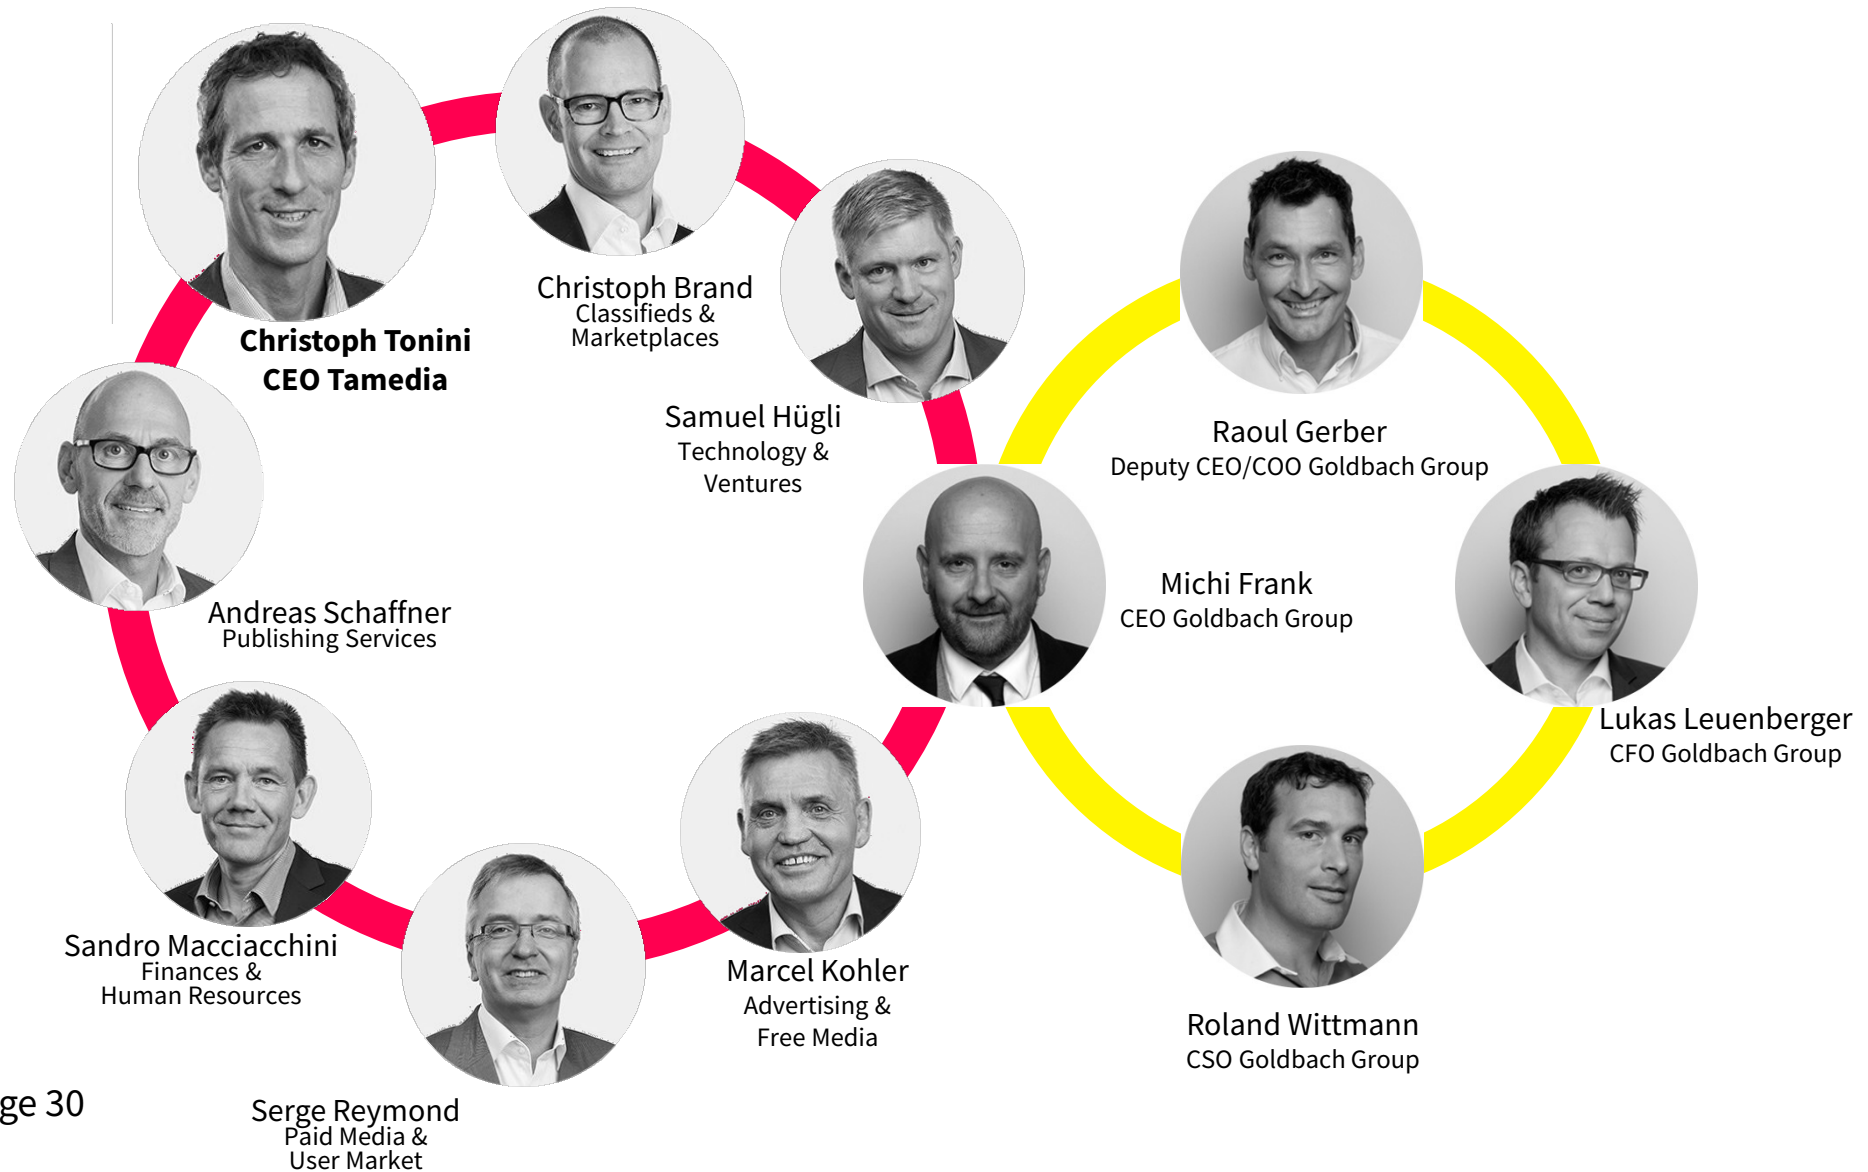 Christoph Tonini
CEO Tamedia
Christoph Brand
Classifieds &
Marketplaces
Samuel Hügli
Technology &
Ventures
Raoul Gerber
Deputy CEO/COO Goldbach Group
Michi Frank
CEO Goldbach Group
Andreas Schaffner
Publishing Services
Lukas Leuenberger
CFO Goldbach Group
Sandro Macciacchini
Finances &
Human Resources
Marcel Kohler
Advertising &
Free Media
Roland Wittmann
CSO Goldbach Group
Serge Reymond
Paid Media &
User Market
ge 30